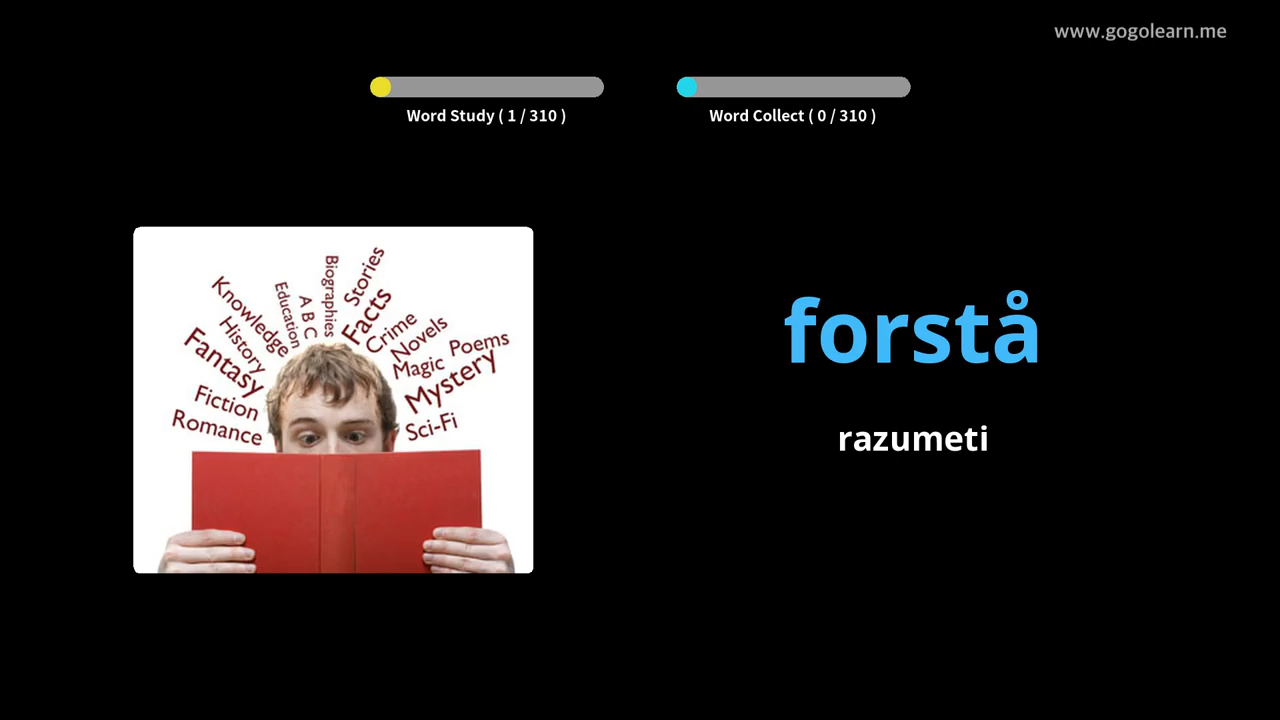 www.gogolearn.me
Word Study ( 1 / 310 )
Word Collect ( 0 / 310 )
Knowledge
History
Fantasy
Fiction
Romance
Education
A B C
Biographies
Stories
Facts
Crime
Novels
Magic
Poems
Mystery
Sci-Fi
forstå
razumeti